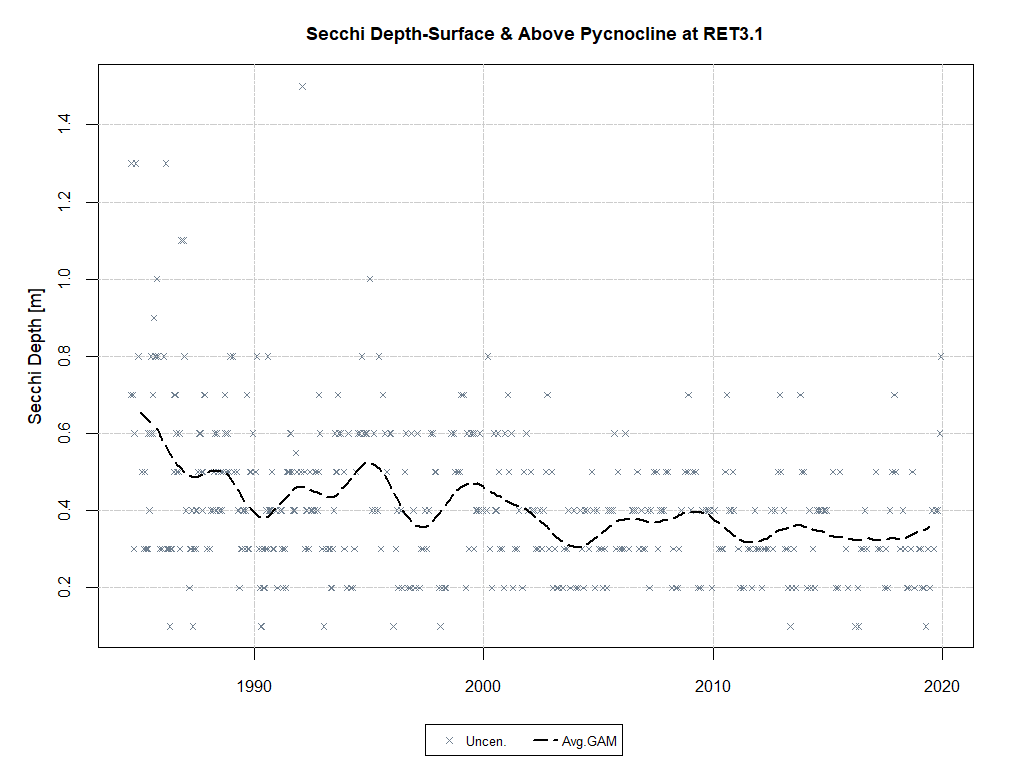 Secchi Depth-Surface & Above Pycnocline at RET3.1
Secchi Depth [m]
1.4
1.2
1.0
0.8
0.6
0.4
0.2
1990 2000 2010 2020
Uncen. Avg.GAM